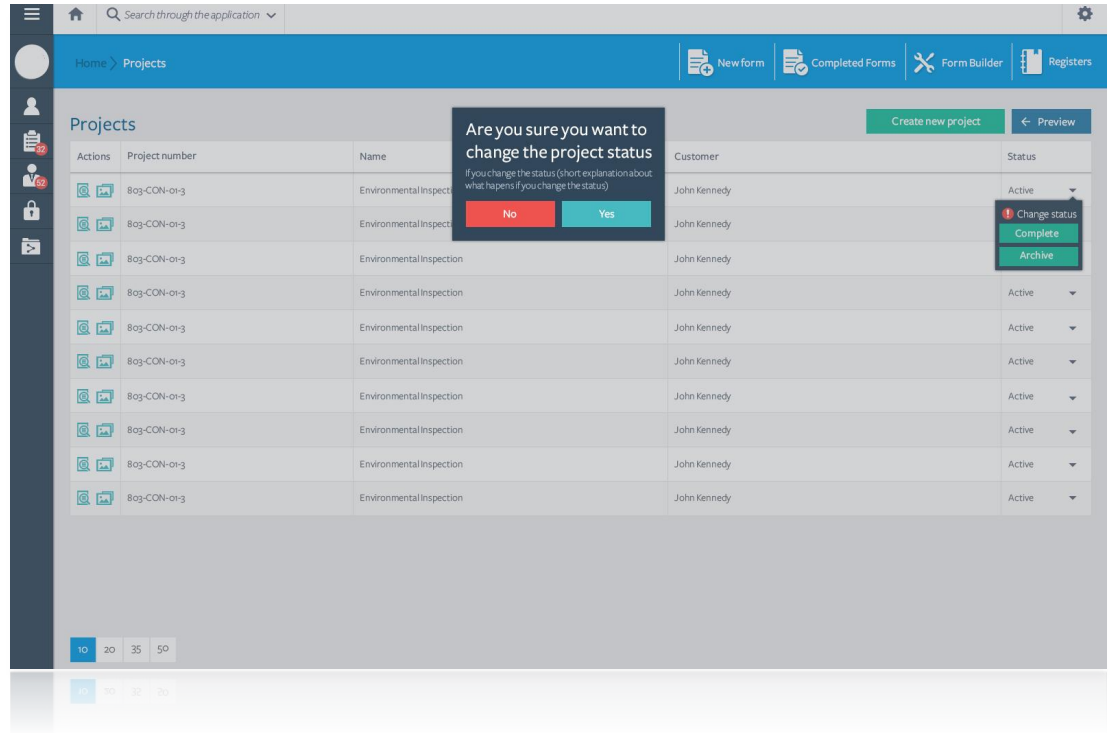 Search through the application
Home Projects
New form Completed Forms Form Builder Registers
Projects
Create new project ← Preview
Are you sure you want to
change the project status
If you change the status (short explanation about
what hapens if you change the status)
No Yes
Actions Project number Name Customer Status
803-CON-01-3 Environmental Inspecti John Kennedy Active
! Change status
Complete
Archive
32
52
803-CON-01-3 Environmental Inspecti John Kennedy
803-CON-01-3 Environmental Inspection John Kennedy
803-CON-01-3 Environmental Inspection John Kennedy Active
803-CON-01-3 Environmental Inspection John Kennedy Active
803-CON-01-3 Environmental Inspection John Kennedy Active
803-CON-01-3 Environmental Inspection John Kennedy Active
803-CON-01-3 Environmental Inspection John Kennedy Active
803-CON-01-3 Environmental Inspection John Kennedy Active
803-CON-01-3 Environmental Inspection John Kennedy Active
10 20 35 50